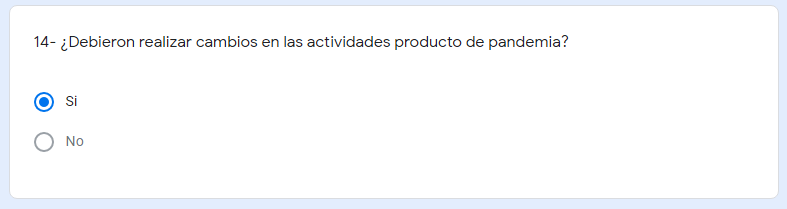 14- ¿Debieron realizar cambios en las actividades producto de pandemia?
Si
No